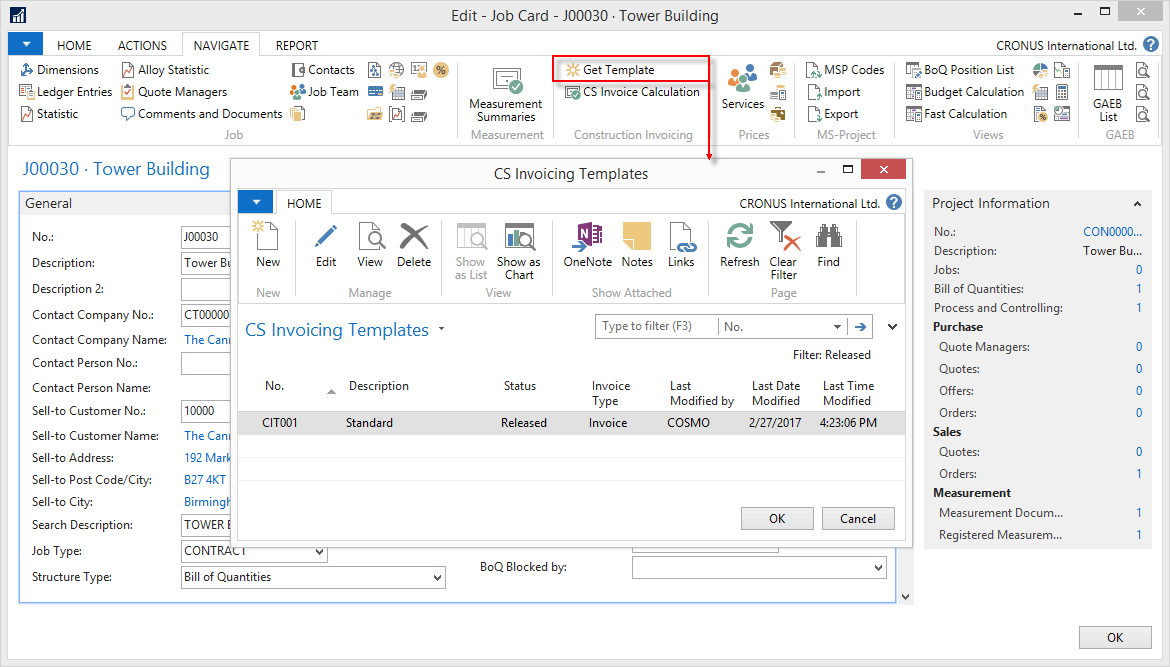 Edit - Job Card - J00030 · Tower Building
HOME ACTIONS NAVIGATE REPORT CRONUS International Ltd. ?
Dimensions Alloy Statistic Contacts % Get Template MSP Codes BoQ Position List
Ledger Entries Quote Managers Job Team CS Invoice Calculation Import Budget Calculation
Statistic Comments and Documents Export Fast Calculation
Measurement
Summaries
Services
GAEB
List
Job Measurement Construction Invoicing Prices MS-Project Views GAEB
J00030 · Tower Building
General
No.: J00030
Description: Tower Bu
Description 2:
Contact Company No.: CT00000
Contact Company Name: The Cann
Contact Person No.:
Contact Person Name:
Sell-to Customer No.: 10000
Sell-to Customer Name: The Cann
Sell-to Address: 192 Mark
Sell-to Post Code/City: B27 4KT
Sell-to City: Birmingh
Search Description: TOWER B
Job Type: CONTRACT
Structure Type: Bill of Quantities
BoQ Blocked by:
CS Invoicing Templates
HOME CRONUS International Ltd. ?
New Edit View Delete Show
as List Show as
Chart OneNote N Notes Links Refresh Clear
Filter Find
New Manage View Show Attached Page
CS Invoicing Templates
Type to filter (F3) No.
Filter: Released
No. Description Status Invoice
Type Last
Modified by Last Date
Modified Last Time
Modified
CIT001 Standard Released Invoice COSMO 2/27/2017 4:23:06 PM
OK Cancel
Project Information
No.: CON0000...
Description: Tower Bu...
Jobs: 0
Bill of Quantities: 1
Process and Controlling: 1
Purchase
Quote Managers: 0
Quotes: 0
Offers: 0
Orders: 0
Sales
Quotes: 0
Orders: 1
Measurement
Measurement Docum... 1
Registered Measurem... 1
OK